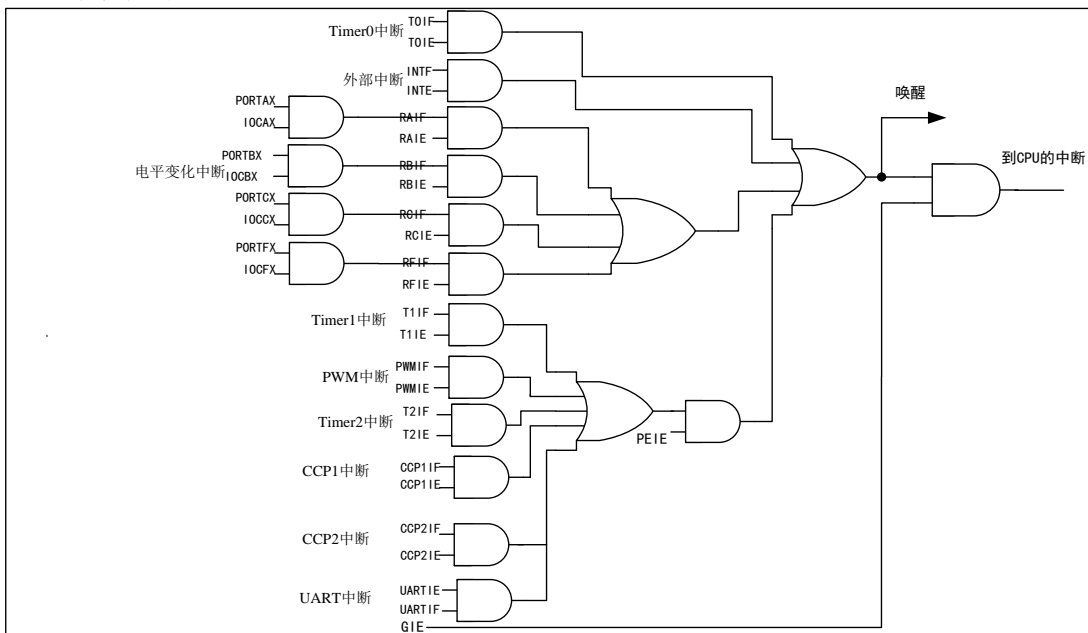 Timer0中断
T0IF
T0IE
外部中断
INTF
INTE
唤醒
PORTAX
IOCAX
RAIF
RAIE
到CPU的中断
电平变化中断
PORTBX
IOCBX
RBIF
RBIE
PORTCX
IOCCX
RCIF
RCIE
PORTFX
IOCFX
RFIF
RFIE
Timer1中断
T1IF
T1IE
PWM中断
PWMIF
PWMIE
Timer2中断
T2IF
T2IE
PEIE
CCP1中断
CCP1IF
CCP1IE
CCP2中断
CCP2IF
CCP2IE
UART中断
UARTIE
UARTIF
GIE